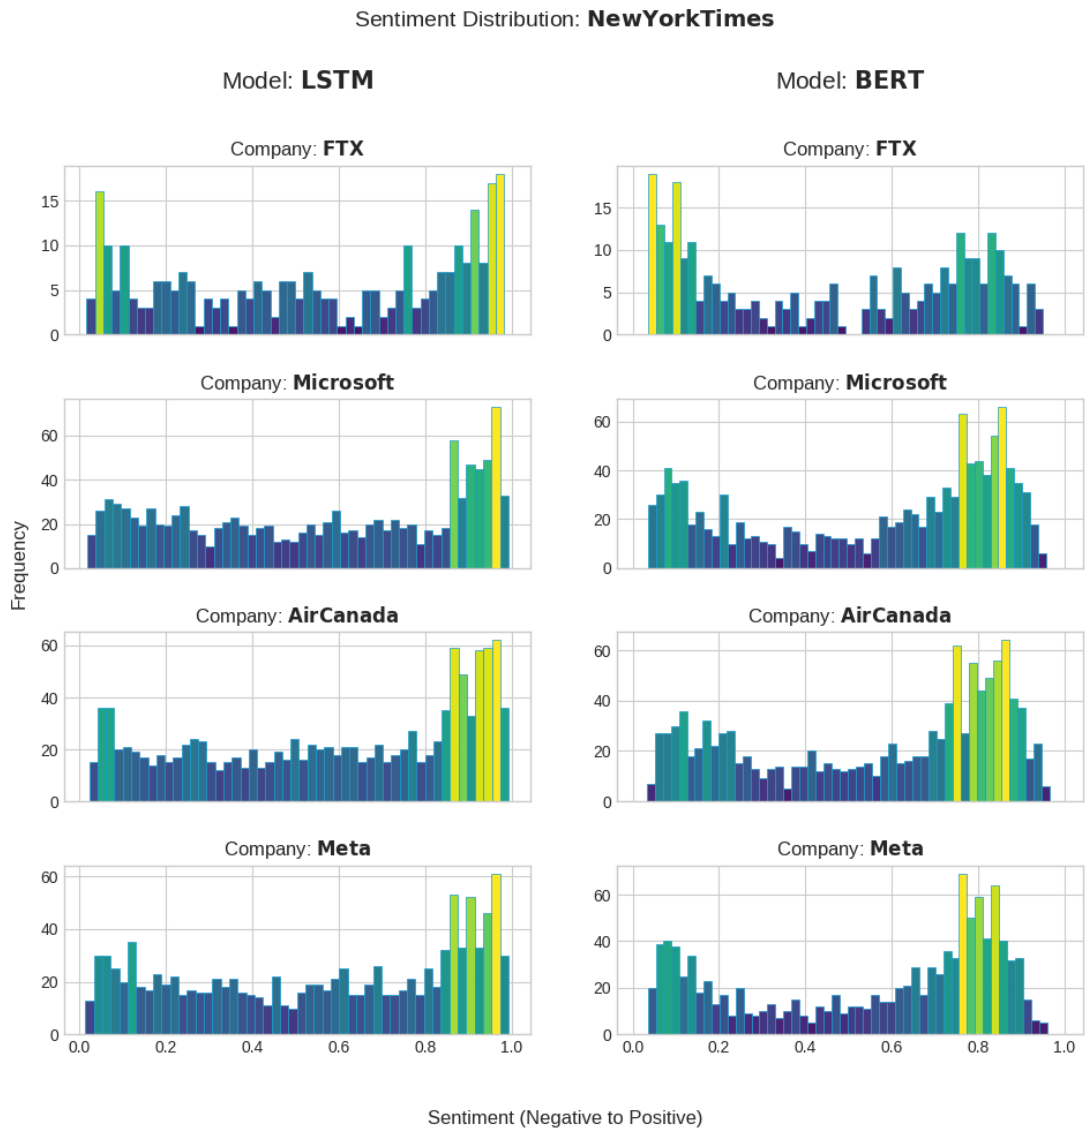 Sentiment Distribution: NewYorkTimes
Model: LSTM
Model: BERT
Company: FTX
Company: FTX
15
10
5
0
15
10
5
0
Company: Microsoft
Company: Microsoft
60
40
20
0
60
40
20
0
Frequency
Company: AirCanada
Company: AirCanada
60
40
20
0
60
40
20
0
Company: Meta
Company: Meta
60
40
20
0
60
40
20
0
0.0 0.2 0.4 0.6 0.8 1.0
0.0 0.2 0.4 0.6 0.8 1.0
Sentiment (Negative to Positive)